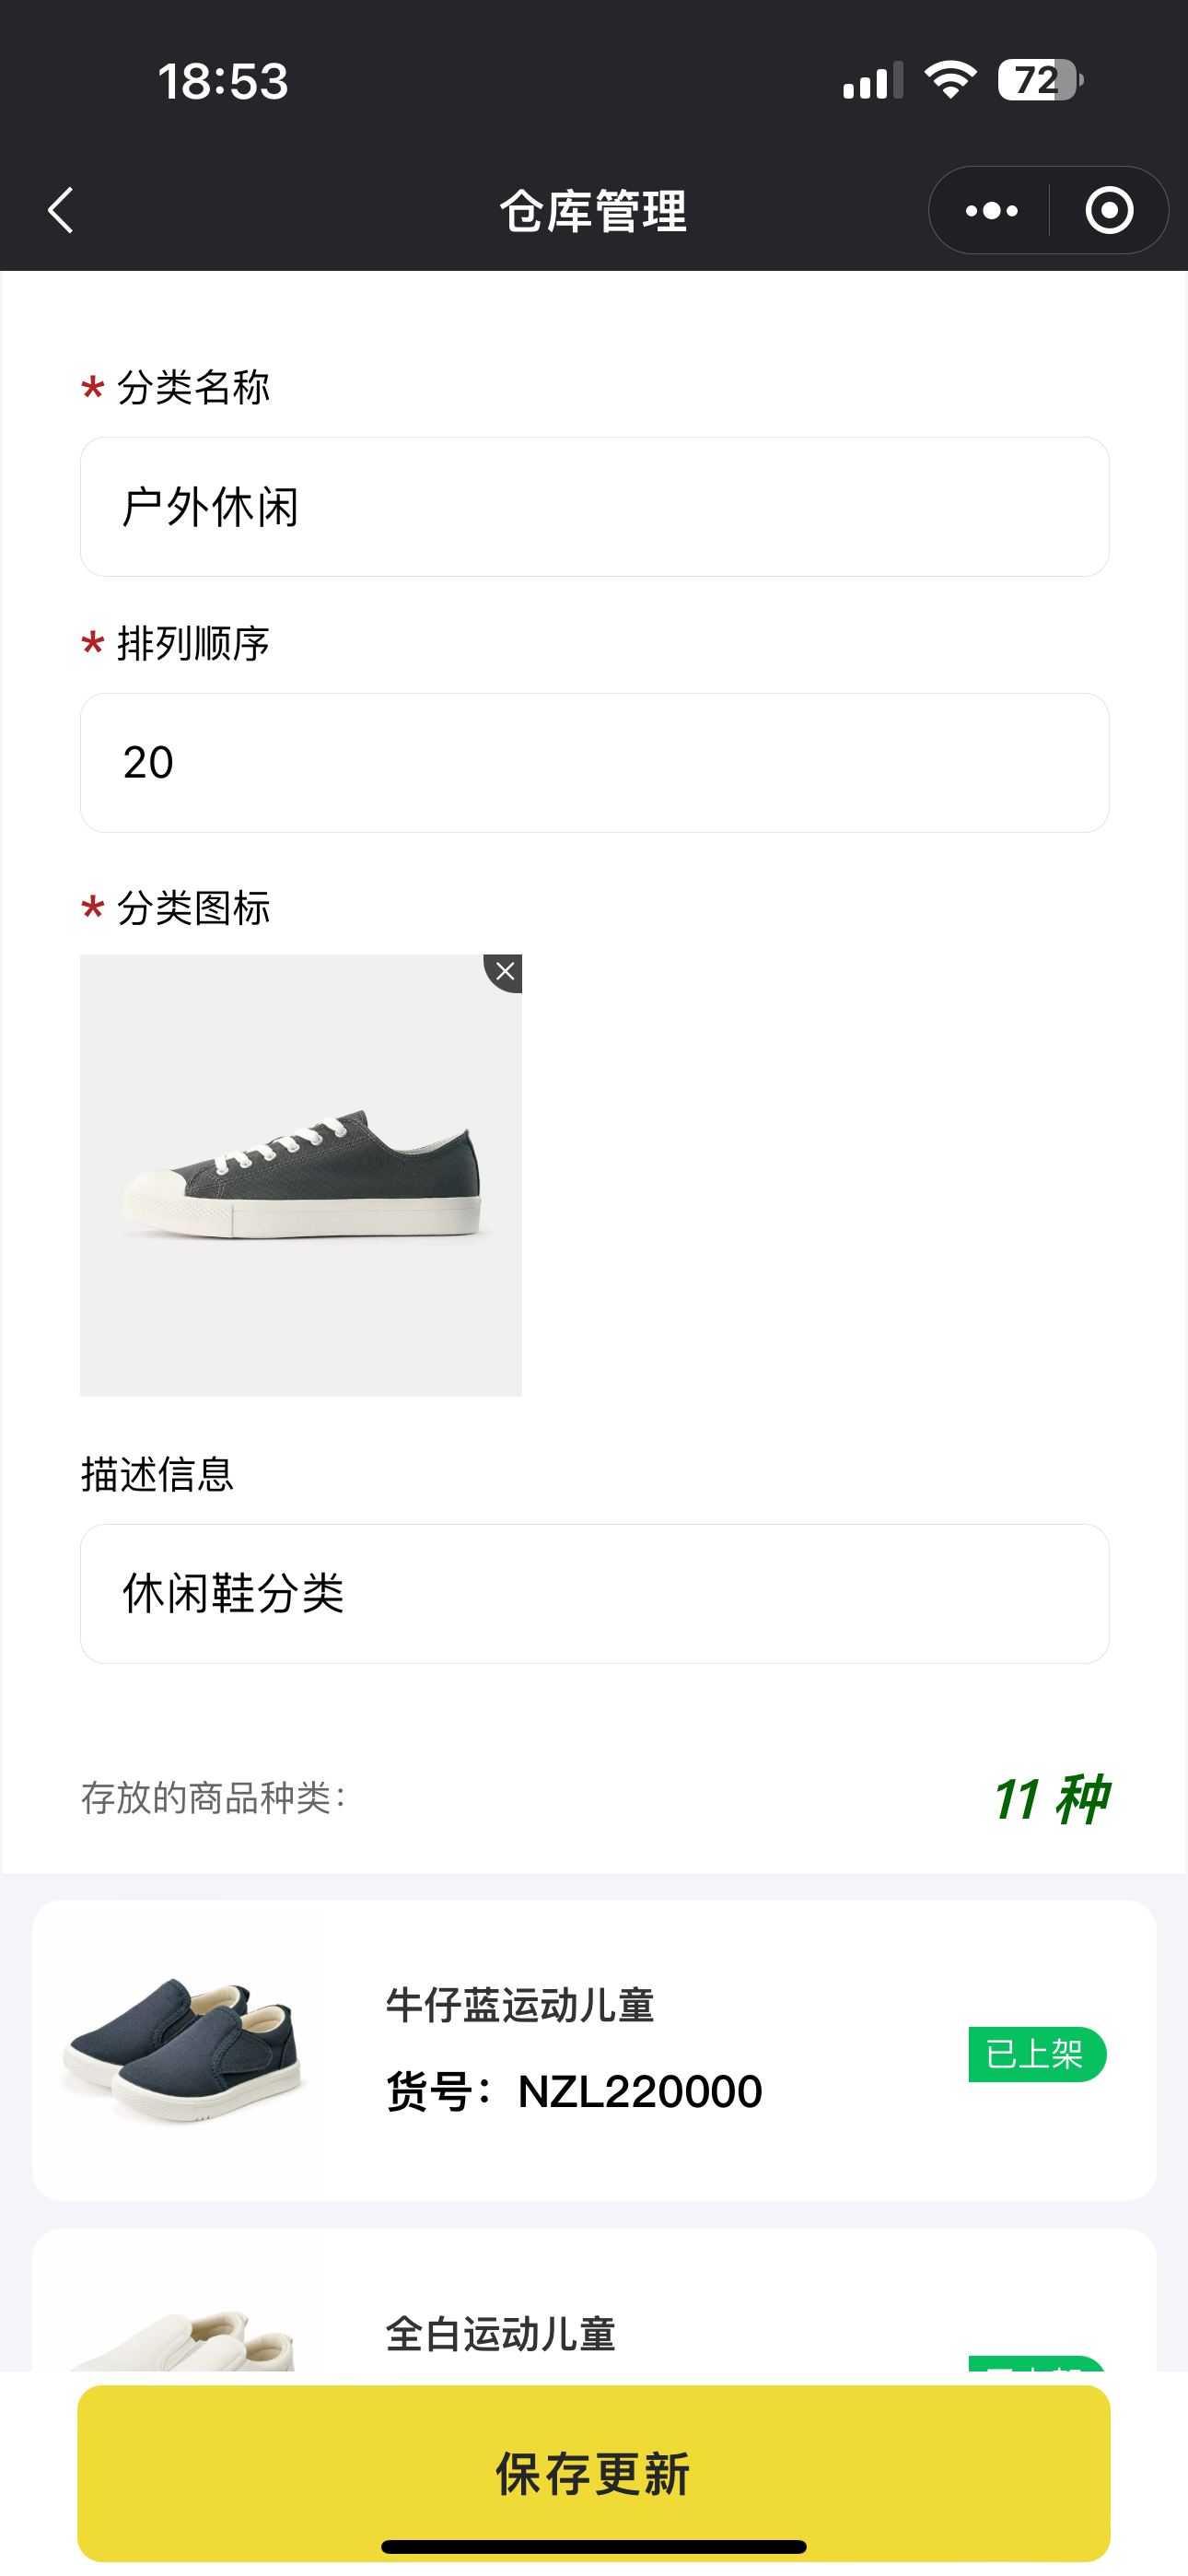 18:53
72
仓库管理
* 分类名称
户外休闲
* 排列顺序
20
* 分类图标
描述信息
休闲鞋分类
存放的商品种类：
11 种
牛仔蓝运动儿童
已上架
货号：NZL220000
全白运动儿童
保存更新